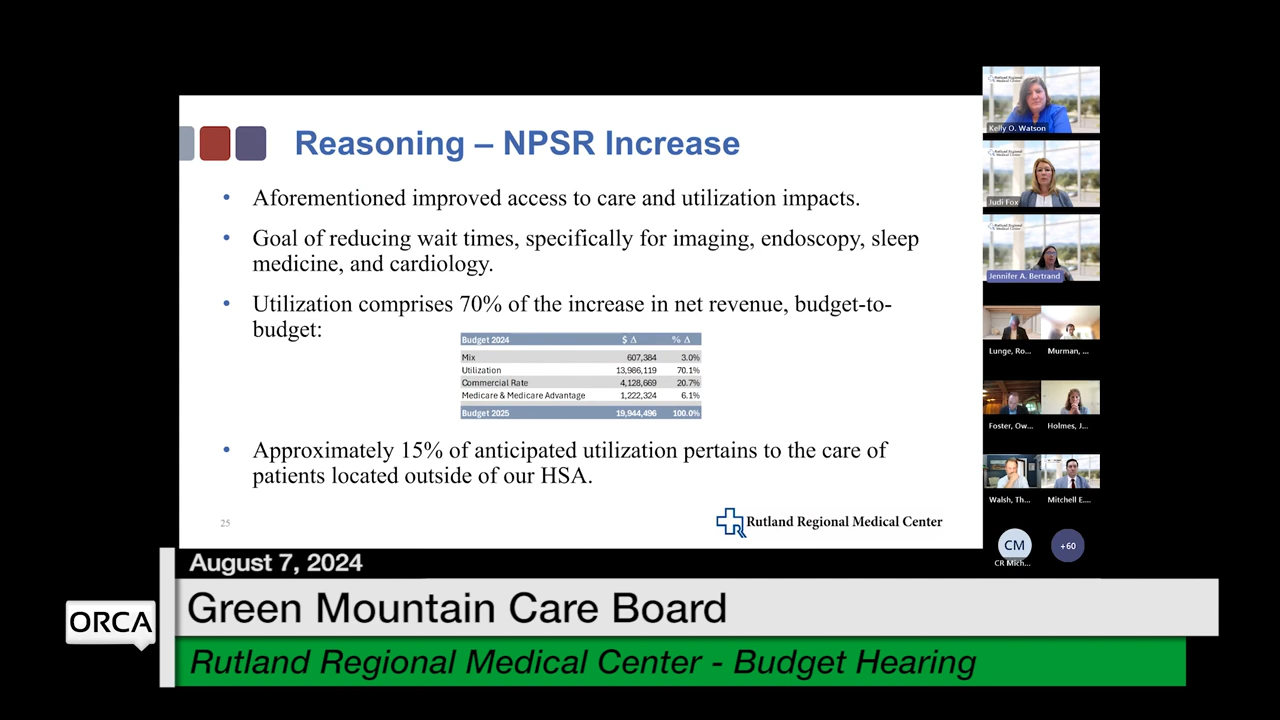 Reasoning – NPSR Increase
• Aforementioned improved access to care and utilization impacts.
• Goal of reducing wait times, specifically for imaging, endoscopy, sleep
medicine, and cardiology.
• Utilization comprises 70% of the increase in net revenue, budget-to-
budget:
Budget 2024 $ Δ % Δ
Mix 607,384 3.0%
Utilization 13,986,119 70.1%
Commercial Rate 4,128,669 20.7%
Medicare & Medicare Advantage 1,222,324 6.1%
Budget 2025 19,944,496 100.0%
• Approximately 15% of anticipated utilization pertains to the care of
patients located outside of our HSA.
25
Rutland Regional Medical Center
Kelly O. Watson
Judi Fox
Jennifer A. Bertrand
Lunge, Ro... Murman, ...
Foster, Ow... Holmes, J...
Walsh, Th... Mitchell E....
CM +60
CR Mich...
August 7, 2024
ORCA
Green Mountain Care Board
Rutland Regional Medical Center - Budget Hearing